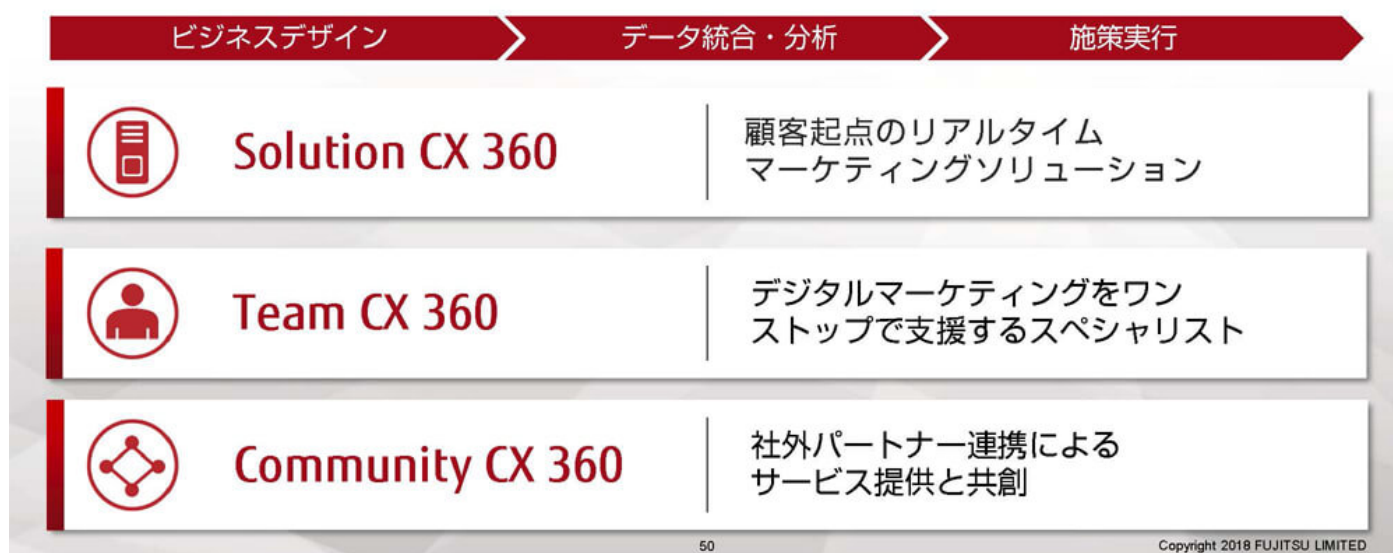 ビジネスデザイン
データ統合・分析
施策実行
Solution CX 360
顧客起点のリアルタイム
マーケティングソリューション
Team CX 360
デジタルマーケティングをワン
ストップで支援するスペシャリスト
Community CX 360
社外パートナー連携による
サービス提供と共創
50
Copyright 2018 FUJITSU LIMITED